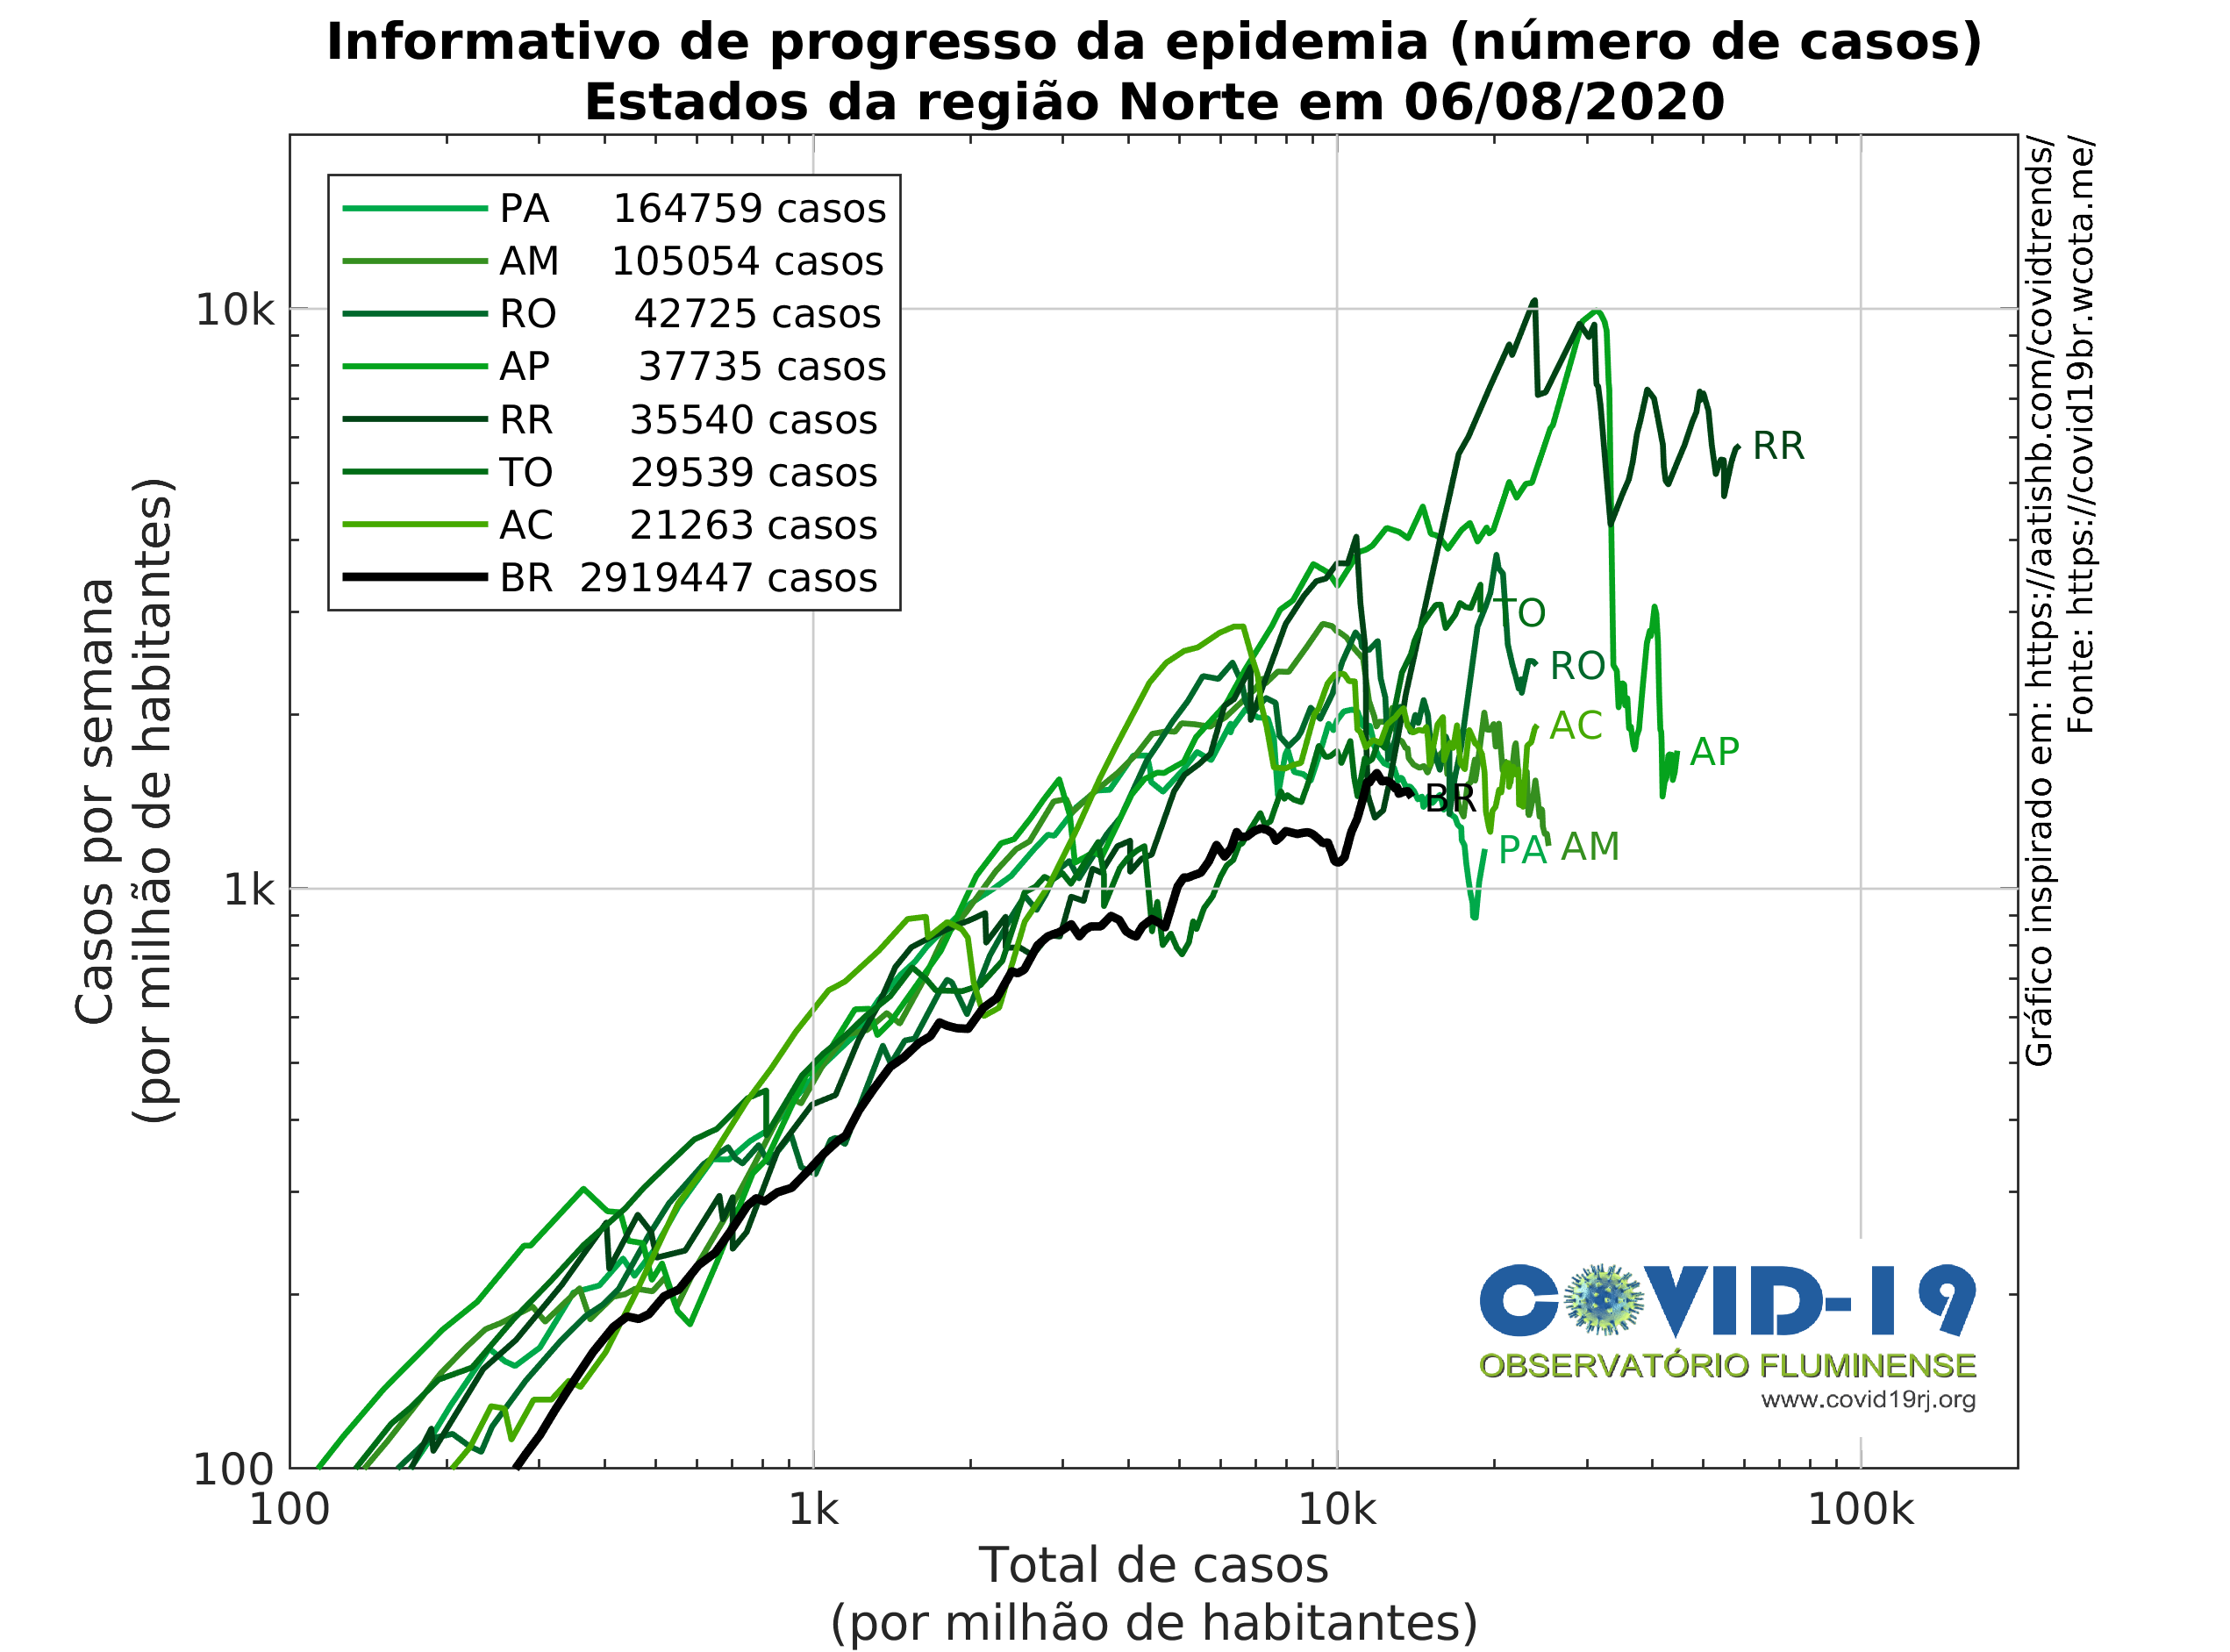 Informativo de progresso da epidemia (número de casos)
Estados da região Norte em 06/08/2020
PA 164759 casos
AM 105054 casos
RO 42725 casos
AP 37735 casos
RR 35540 casos
TO 29539 casos
AC 21263 casos
BR 2919447 casos
10k
1k
100
Casos por semana
(por milhão de habitantes)
RR
TO
RO
AC
AP
BR
PA
AM
Gráfico inspirado em: https://aatishb.com/covidtrends/
Fonte: https://covid19br.wcota.me/
COVID-19
OBSERVATÓRIO FLUMINENSE
www.covid19rj.org
100
1k
10k
100k
Total de casos
(por milhão de habitantes)